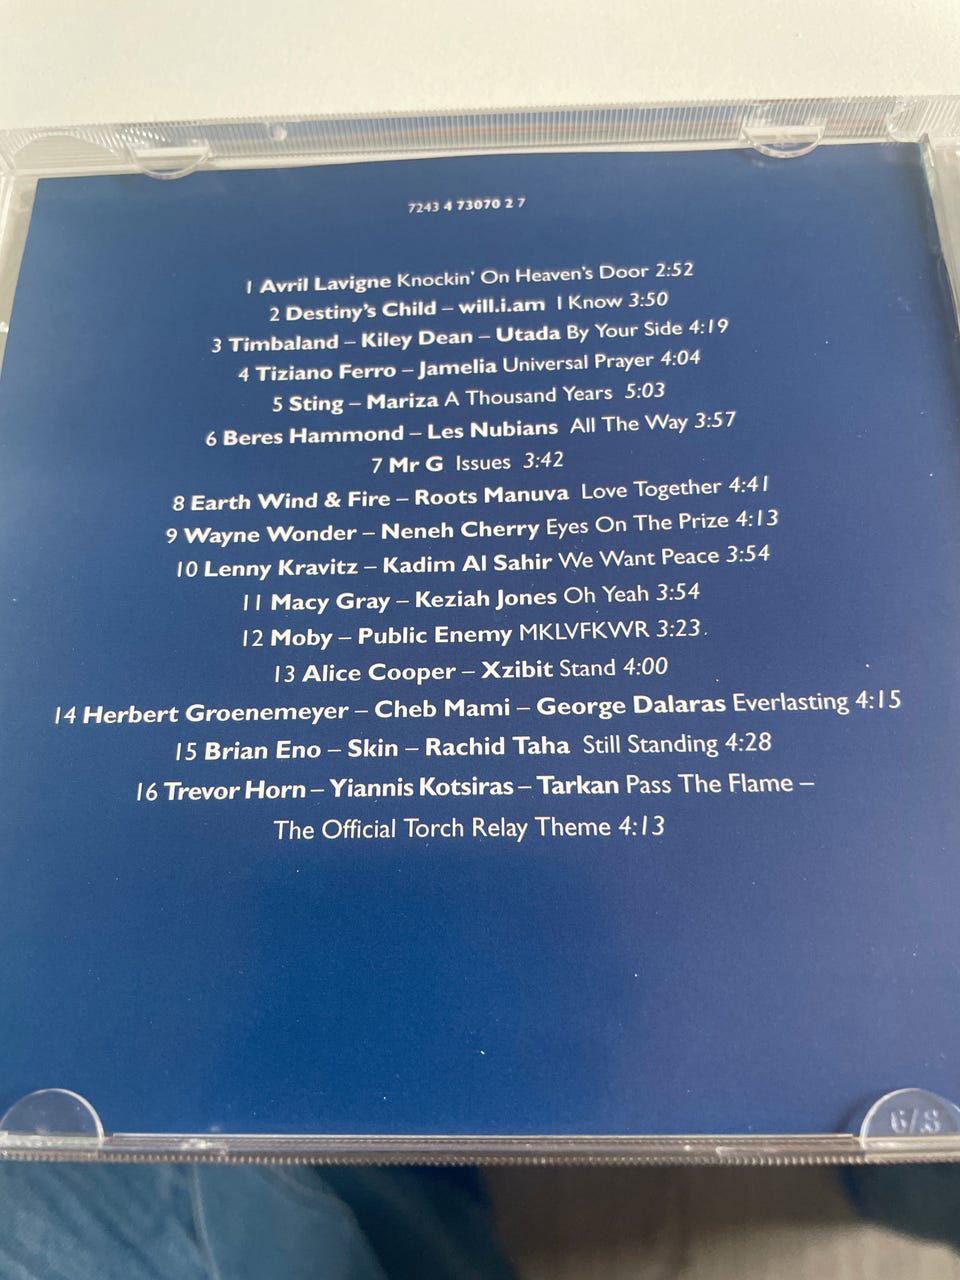 7243 4 73070 2 7
1 Avril Lavigne Knockin' On Heaven's Door 2:52
2 Destiny's Child – will.i.am I Know 3:50
3 Timbaland – Kiley Dean – Utada By Your Side 4:19
4 Tiziano Ferro – Jamelia Universal Prayer 4:04
5 Sting – Mariza A Thousand Years 5:03
6 Beres Hammond – Les Nubians All The Way 3:57
7 Mr G Issues 3:42
8 Earth Wind & Fire – Roots Manuva Love Together 4:41
9 Wayne Wonder – Neneh Cherry Eyes On The Prize 4:13
10 Lenny Kravitz – Kadim Al Sahir We Want Peace 3:54
11 Macy Gray – Keziah Jones Oh Yeah 3:54
12 Moby – Public Enemy MKLVFKWR 3:23
13 Alice Cooper – Xzibit Stand 4:00
14 Herbert Groenemeyer – Cheb Mami – George Dalaras Everlasting 4:15
15 Brian Eno – Skin – Rachid Taha Still Standing 4:28
16 Trevor Horn – Yiannis Kotsiras – Tarkan Pass The Flame –
The Official Torch Relay Theme 4:13